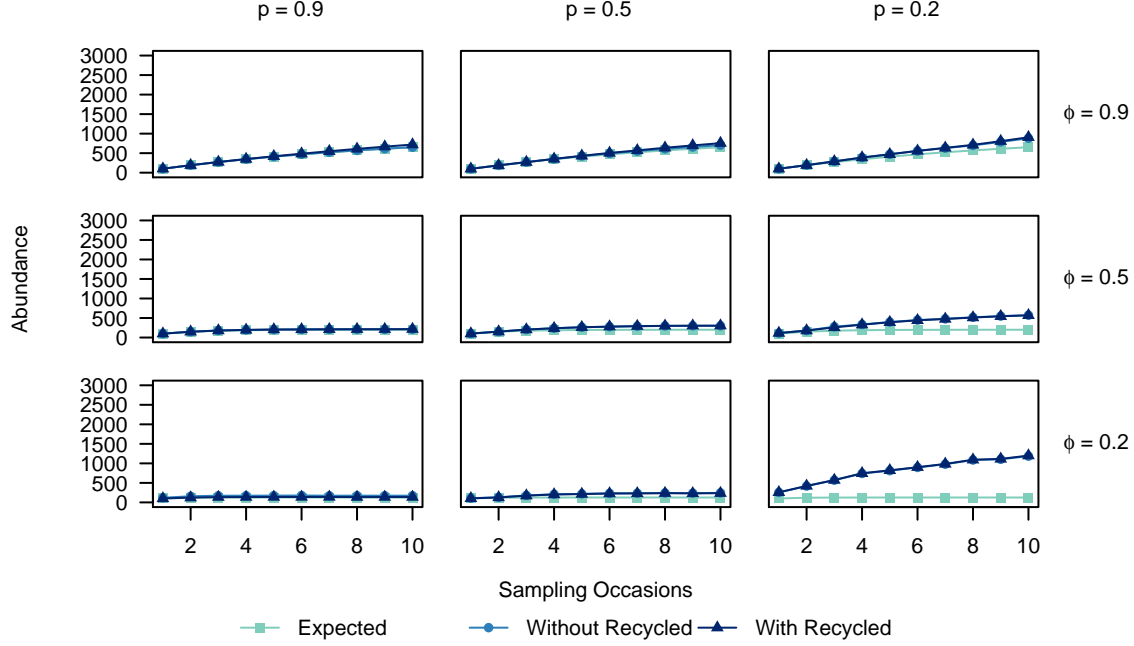 p = 0.9 p = 0.5 p = 0.2
3000
2500
2000
1500
1000
500
0
ϕ = 0.9
3000
2500
2000
1500
1000
500
0
ϕ = 0.5
Abundance
3000
2500
2000
1500
1000
500
0
ϕ = 0.2
2 4 6 8 10 2 4 6 8 10 2 4 6 8 10
Sampling Occasions
Expected Without Recycled With Recycled